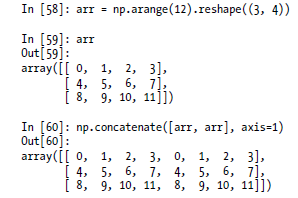 In [58]: arr = np.arange(12).reshape((3, 4))
In [59]: arr
Out[59]:
array([[ 0, 1, 2, 3],
[ 4, 5, 6, 7],
[ 8, 9, 10, 11]])
In [60]: np.concatenate([arr, arr], axis=1)
Out[60]:
array([[ 0, 1, 2, 3, 0, 1, 2, 3],
[ 4, 5, 6, 7, 4, 5, 6, 7],
[ 8, 9, 10, 11, 8, 9, 10, 11]])